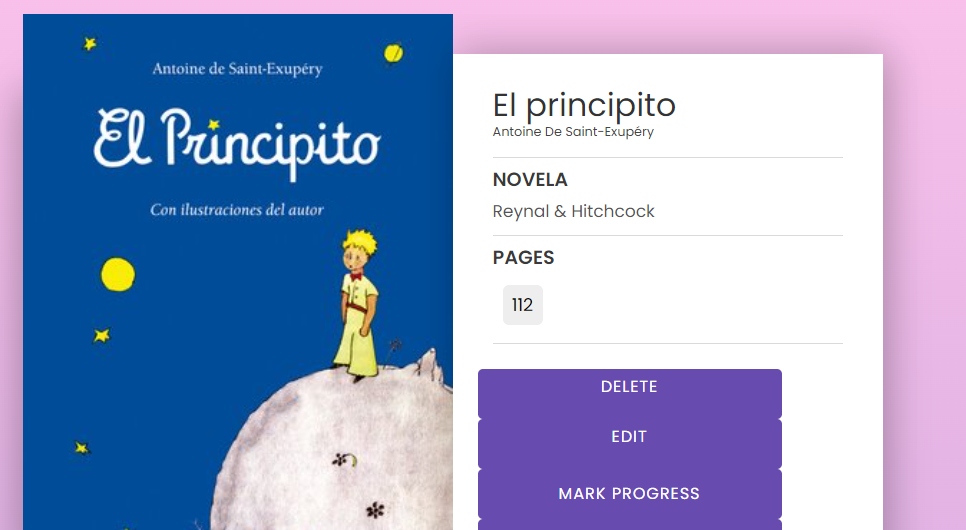 Antoine de Saint-Exupéry
El Principito
Con ilustraciones del autor
El principito
Antoine De Saint-Exupéry
NOVELA
Reynal & Hitchcock
PAGES
112
DELETE
EDIT
MARK PROGRESS